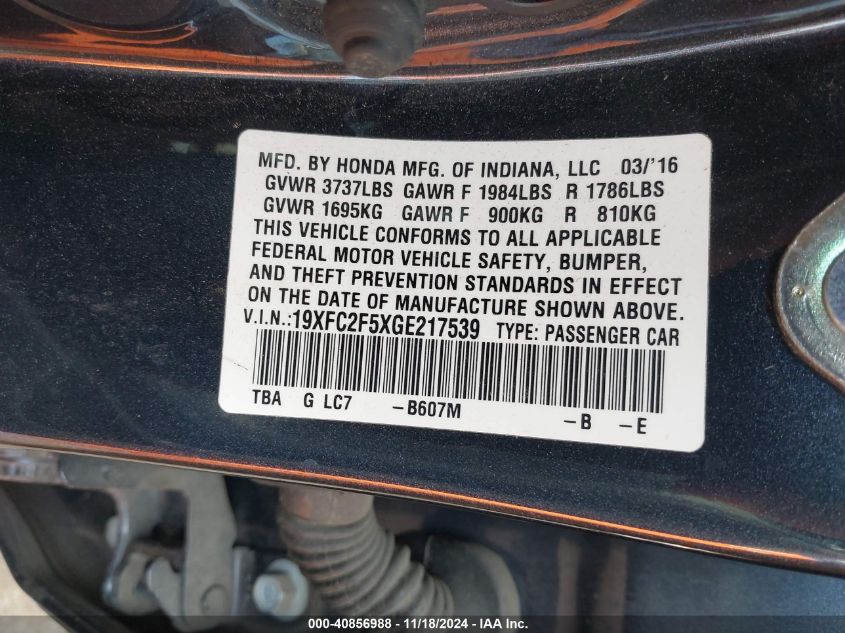 MFD. BY HONDA MFG. OF INDIANA, LLC 03/'16
GVWR 3737LBS GAWR F 1984LBS R 1786LBS
GVWR 1695KG GAWR F 900KG R 810KG
THIS VEHICLE CONFORMS TO ALL APPLICABLE
FEDERAL MOTOR VEHICLE SAFETY, BUMPER,
AND THEFT PREVENTION STANDARDS IN EFFECT
ON THE DATE OF MANUFACTURE SHOWN ABOVE.
V.I.N.:19XFC2F5XGE217539 TYPE: PASSENGER CAR
TBA G LC7 -B607M -B -E
000-40856988 - 11/18/2024 - IAA Inc.